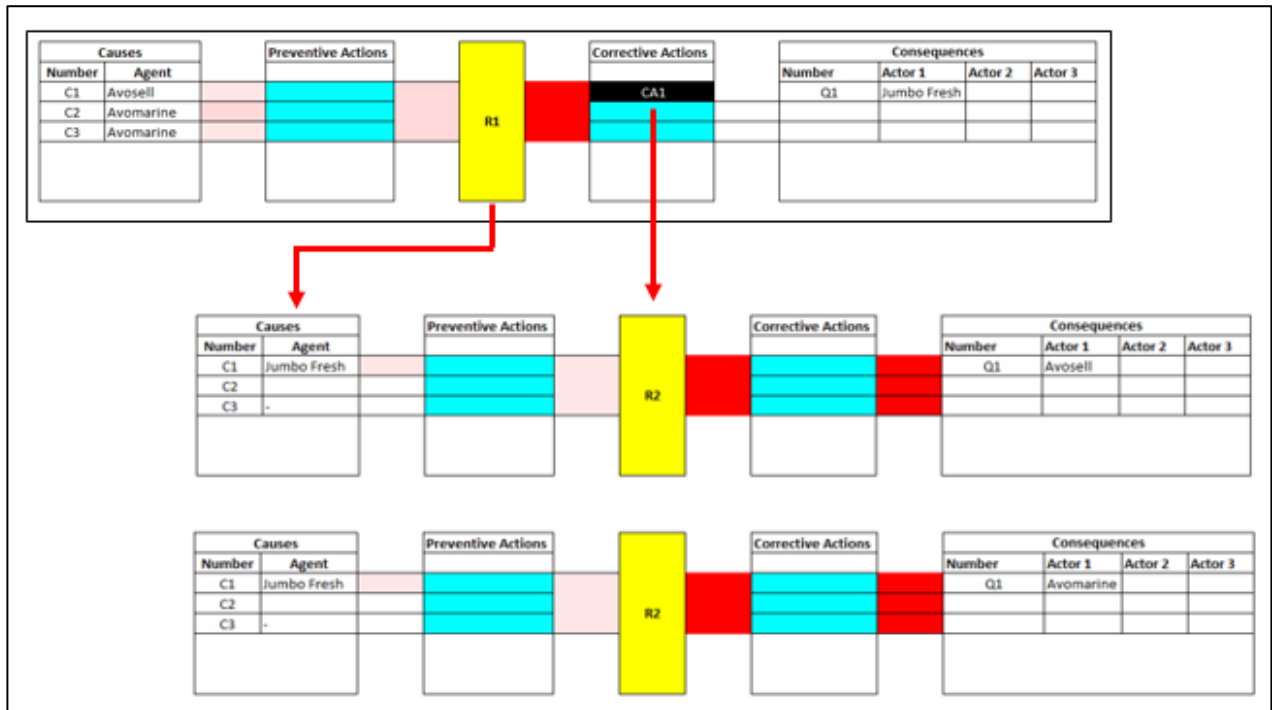 Causes Preventive Actions Corrective Actions Consequences
Number Agent Number Actor 1 Actor 2 Actor 3
C1 Avosell CA1 Q1 Jumbo Fresh
C2 Avomarine
R1
C3 Avomarine
Causes Preventive Actions Corrective Actions Consequences
Number Agent Number Actor 1 Actor 2 Actor 3
C1 Jumbo Fresh Q1 Avosell
C2
R2
C3 -
Causes Preventive Actions Corrective Actions Consequences
Number Agent Number Actor 1 Actor 2 Actor 3
C1 Jumbo Fresh Q1 Avomarine
C2
R2
C3 -